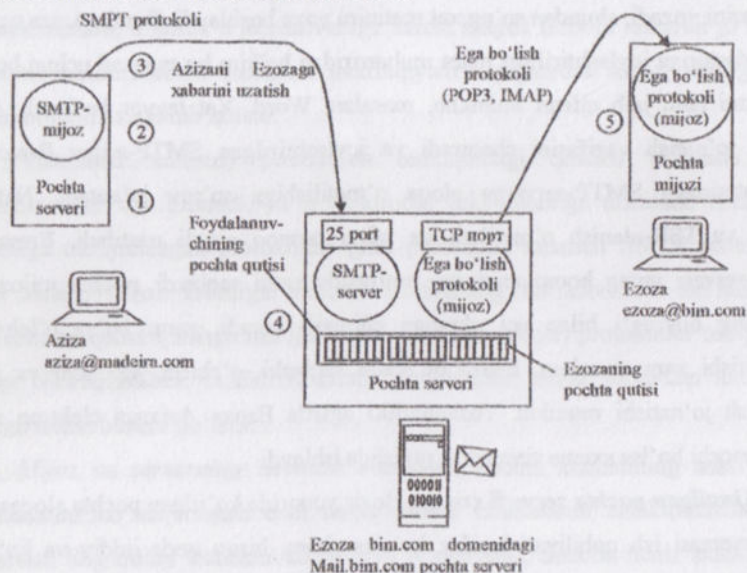 SMPT protokoli
③ Azizani Ezozaga
xabarini uzatish
SMTP-
mijoz
②
①
Pochta
serveri
Aziza
aziza@madeira.com
Ega bo‘lish
protokoli
(POP3, IMAP)
Ega bo‘lish
protokoli
(mijoz)
⑤
Pochta
mijozi
Ezoza
ezoza@bim.com
Foydalanuv-
chining
pochta qutisi
④
25 port
SMTP-
server
TCP порт
Ega bo‘lish
protokoli
(mijoz)
Pochta serveri
Ezozaning
pochta qutisi
Ezoza bim.com domenidagi
Mail.bim.com pochta serveri